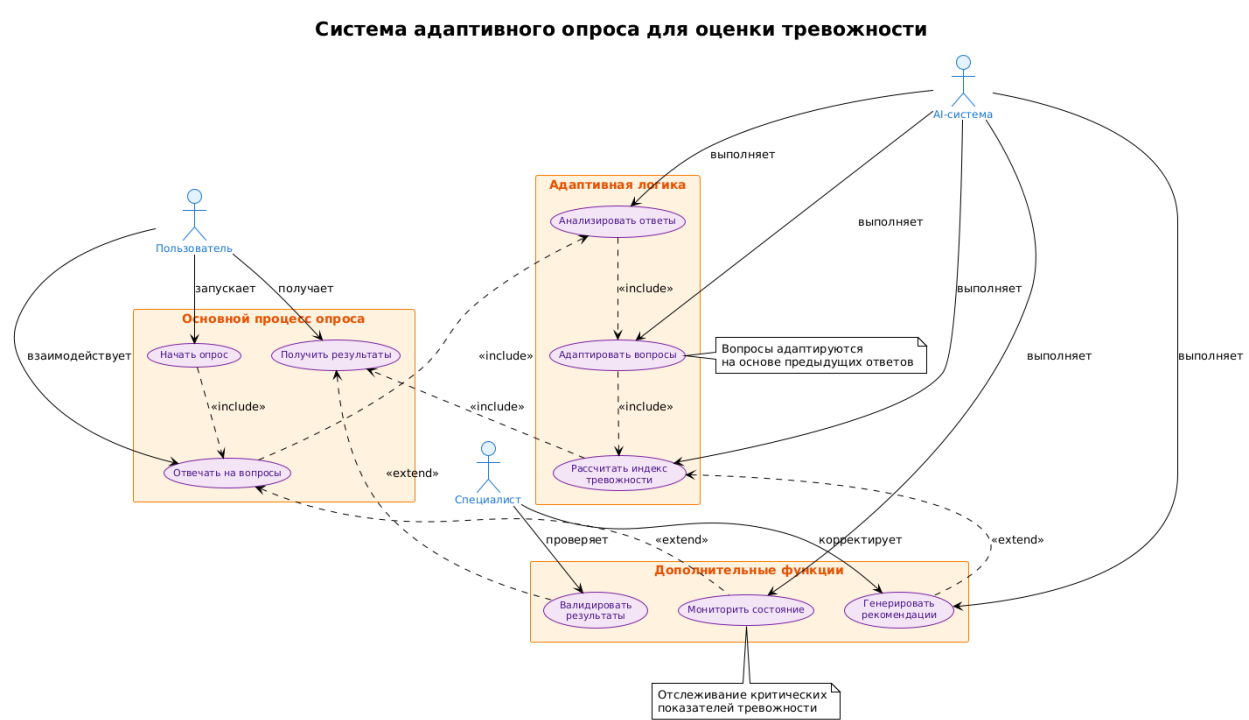 Система адаптивного опроса для оценки тревожности
AI-система
выполняет
Адаптивная логика
Пользователь
Анализировать ответы
выполняет
запускает
получает
«include»
выполняет
Основной процесс опроса
взаимодействует
Начать опрос
Получить результаты
«include»
Адаптировать вопросы
Вопросы адаптируются
на основе предыдущих ответов
выполняет
выполняет
«include»
«include»
«include»
Отвечать на вопросы
«extend»
Рассчитать индекс
тревожности
Специалист
проверяет
«extend»
корректирует
«extend»
Дополнительные функции
Валидировать
результаты
Мониторить состояние
Генерировать
рекомендации
Отслеживание критических
показателей тревожности